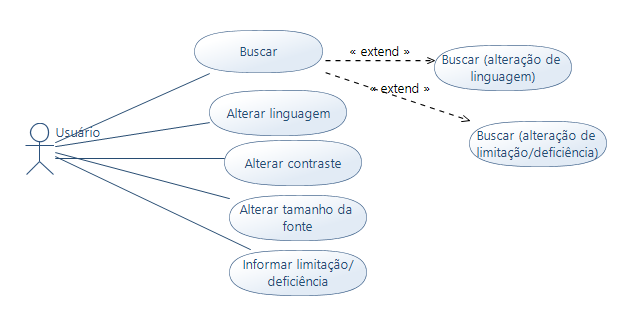 Buscar
« extend »
Buscar (alteração de
linguagem)
« extend »
Alterar linguagem
Usuário
Buscar (alteração de
limitação/deficiência)
Alterar contraste
Alterar tamanho da
fonte
Informar limitação/
deficiência